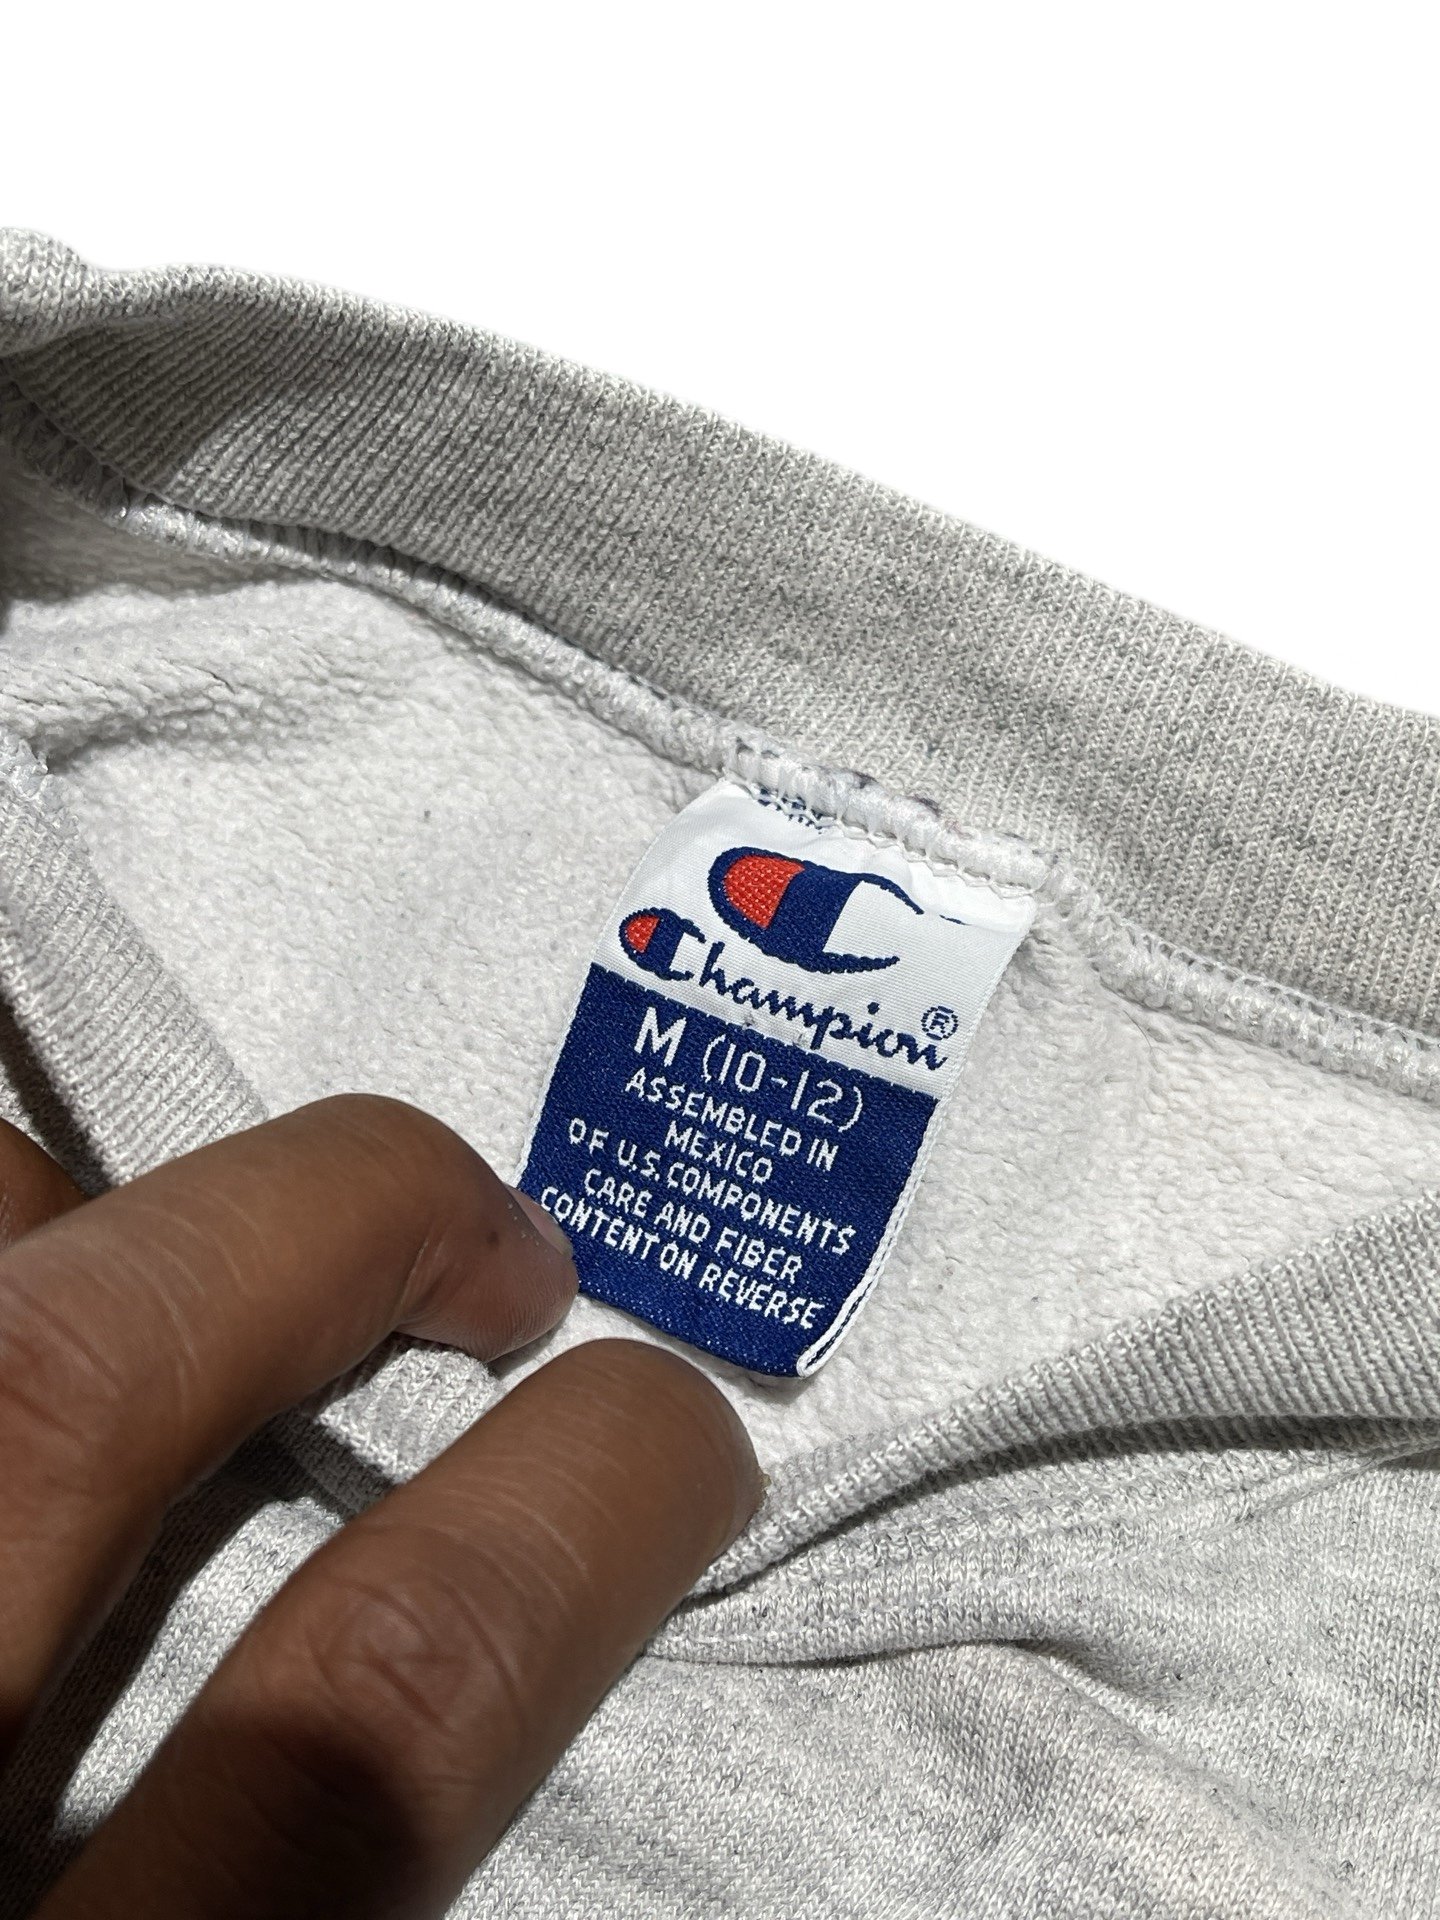 Champion®
M (10-12)
ASSEMBLED IN
MEXICO
OF U.S. COMPONENTS
CARE AND FIBER
CONTENT ON REVERSE